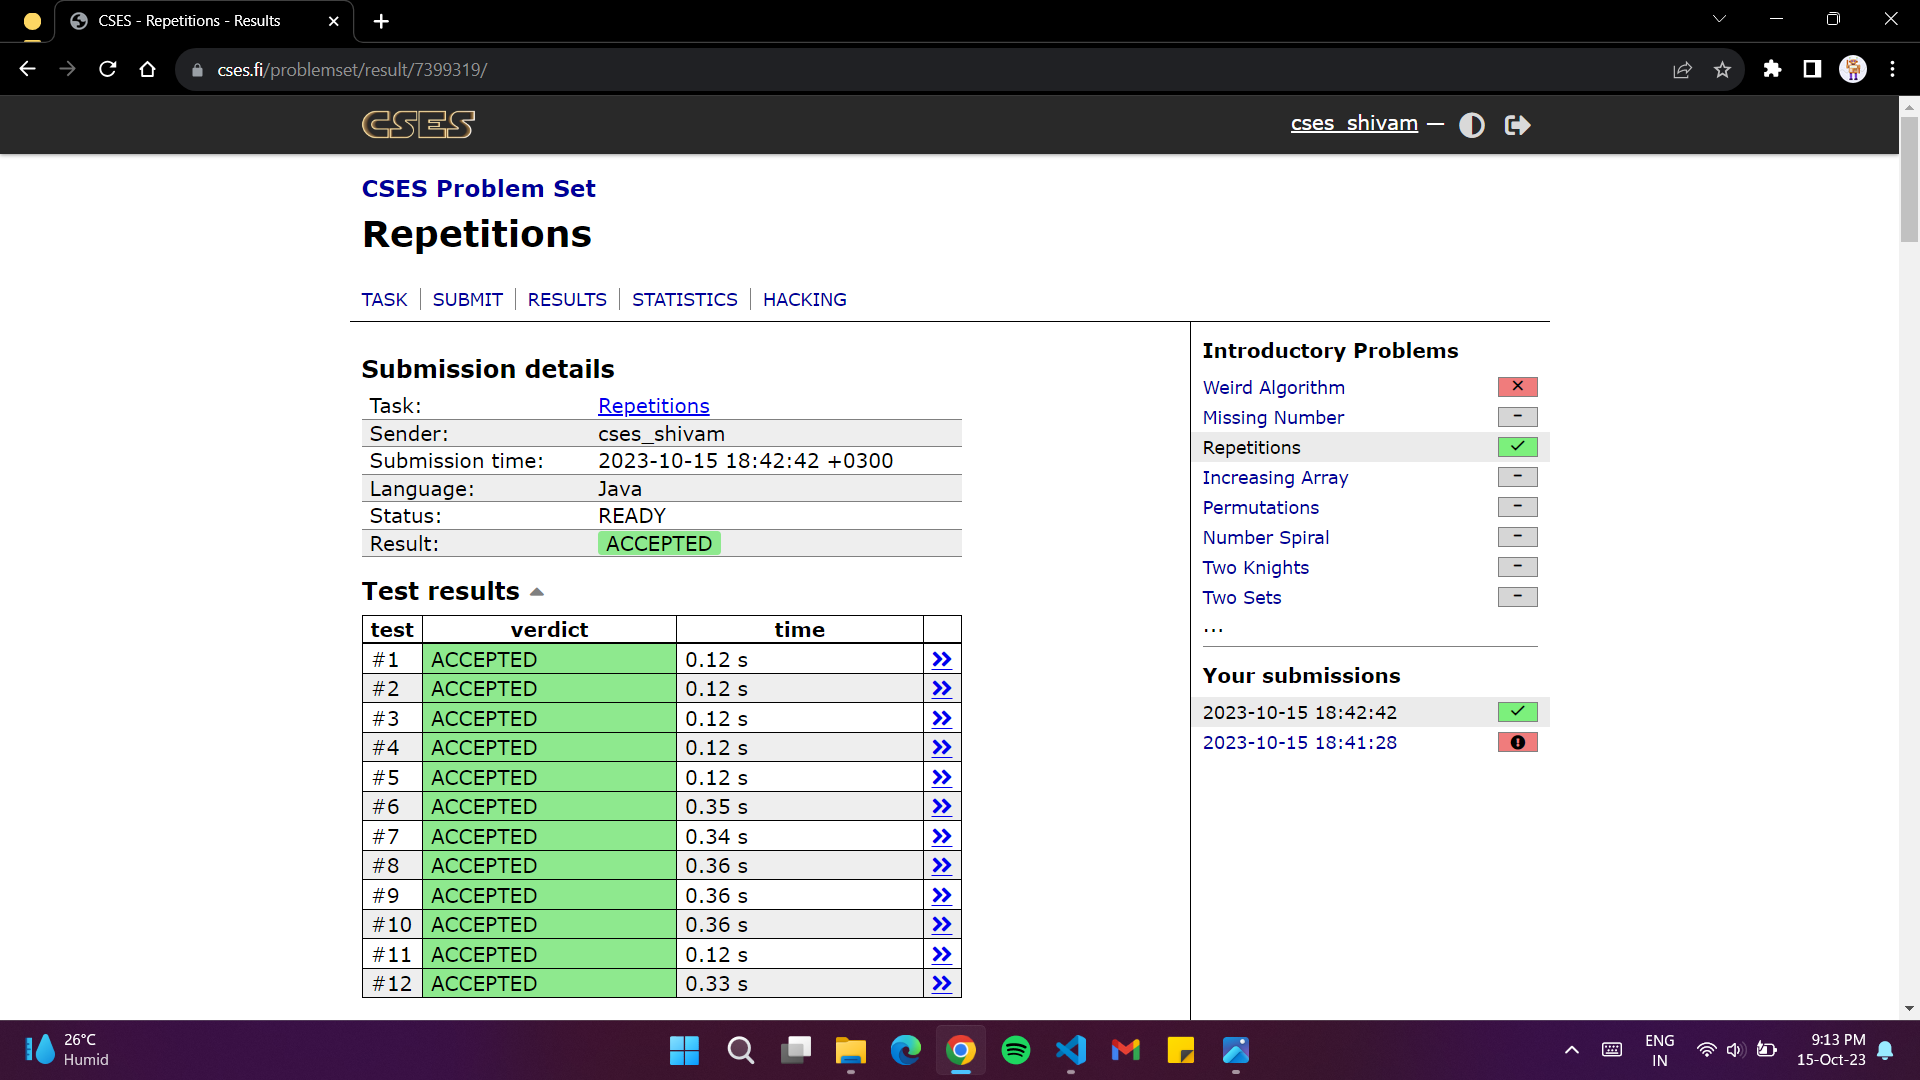 CSES - Repetitions - Results
cses.fi/problemset/result/7399319/
CSES
cses_shivam —
CSES Problem Set
Repetitions
TASK | SUBMIT | RESULTS | STATISTICS | HACKING
Submission details
Task: Repetitions
Sender: cses_shivam
Submission time: 2023-10-15 18:42:42 +0300
Language: Java
Status: READY
Result: ACCEPTED
Test results
test verdict time
#1 ACCEPTED 0.12 s »
#2 ACCEPTED 0.12 s »
#3 ACCEPTED 0.12 s »
#4 ACCEPTED 0.12 s »
#5 ACCEPTED 0.12 s »
#6 ACCEPTED 0.35 s »
#7 ACCEPTED 0.34 s »
#8 ACCEPTED 0.36 s »
#9 ACCEPTED 0.36 s »
#10 ACCEPTED 0.36 s »
#11 ACCEPTED 0.12 s »
#12 ACCEPTED 0.33 s »
Introductory Problems
Weird Algorithm
Missing Number
Repetitions
Increasing Array
Permutations
Number Spiral
Two Knights
Two Sets
...
Your submissions
2023-10-15 18:42:42
2023-10-15 18:41:28
26°C
Humid
ENG
IN
9:13 PM
15-Oct-23